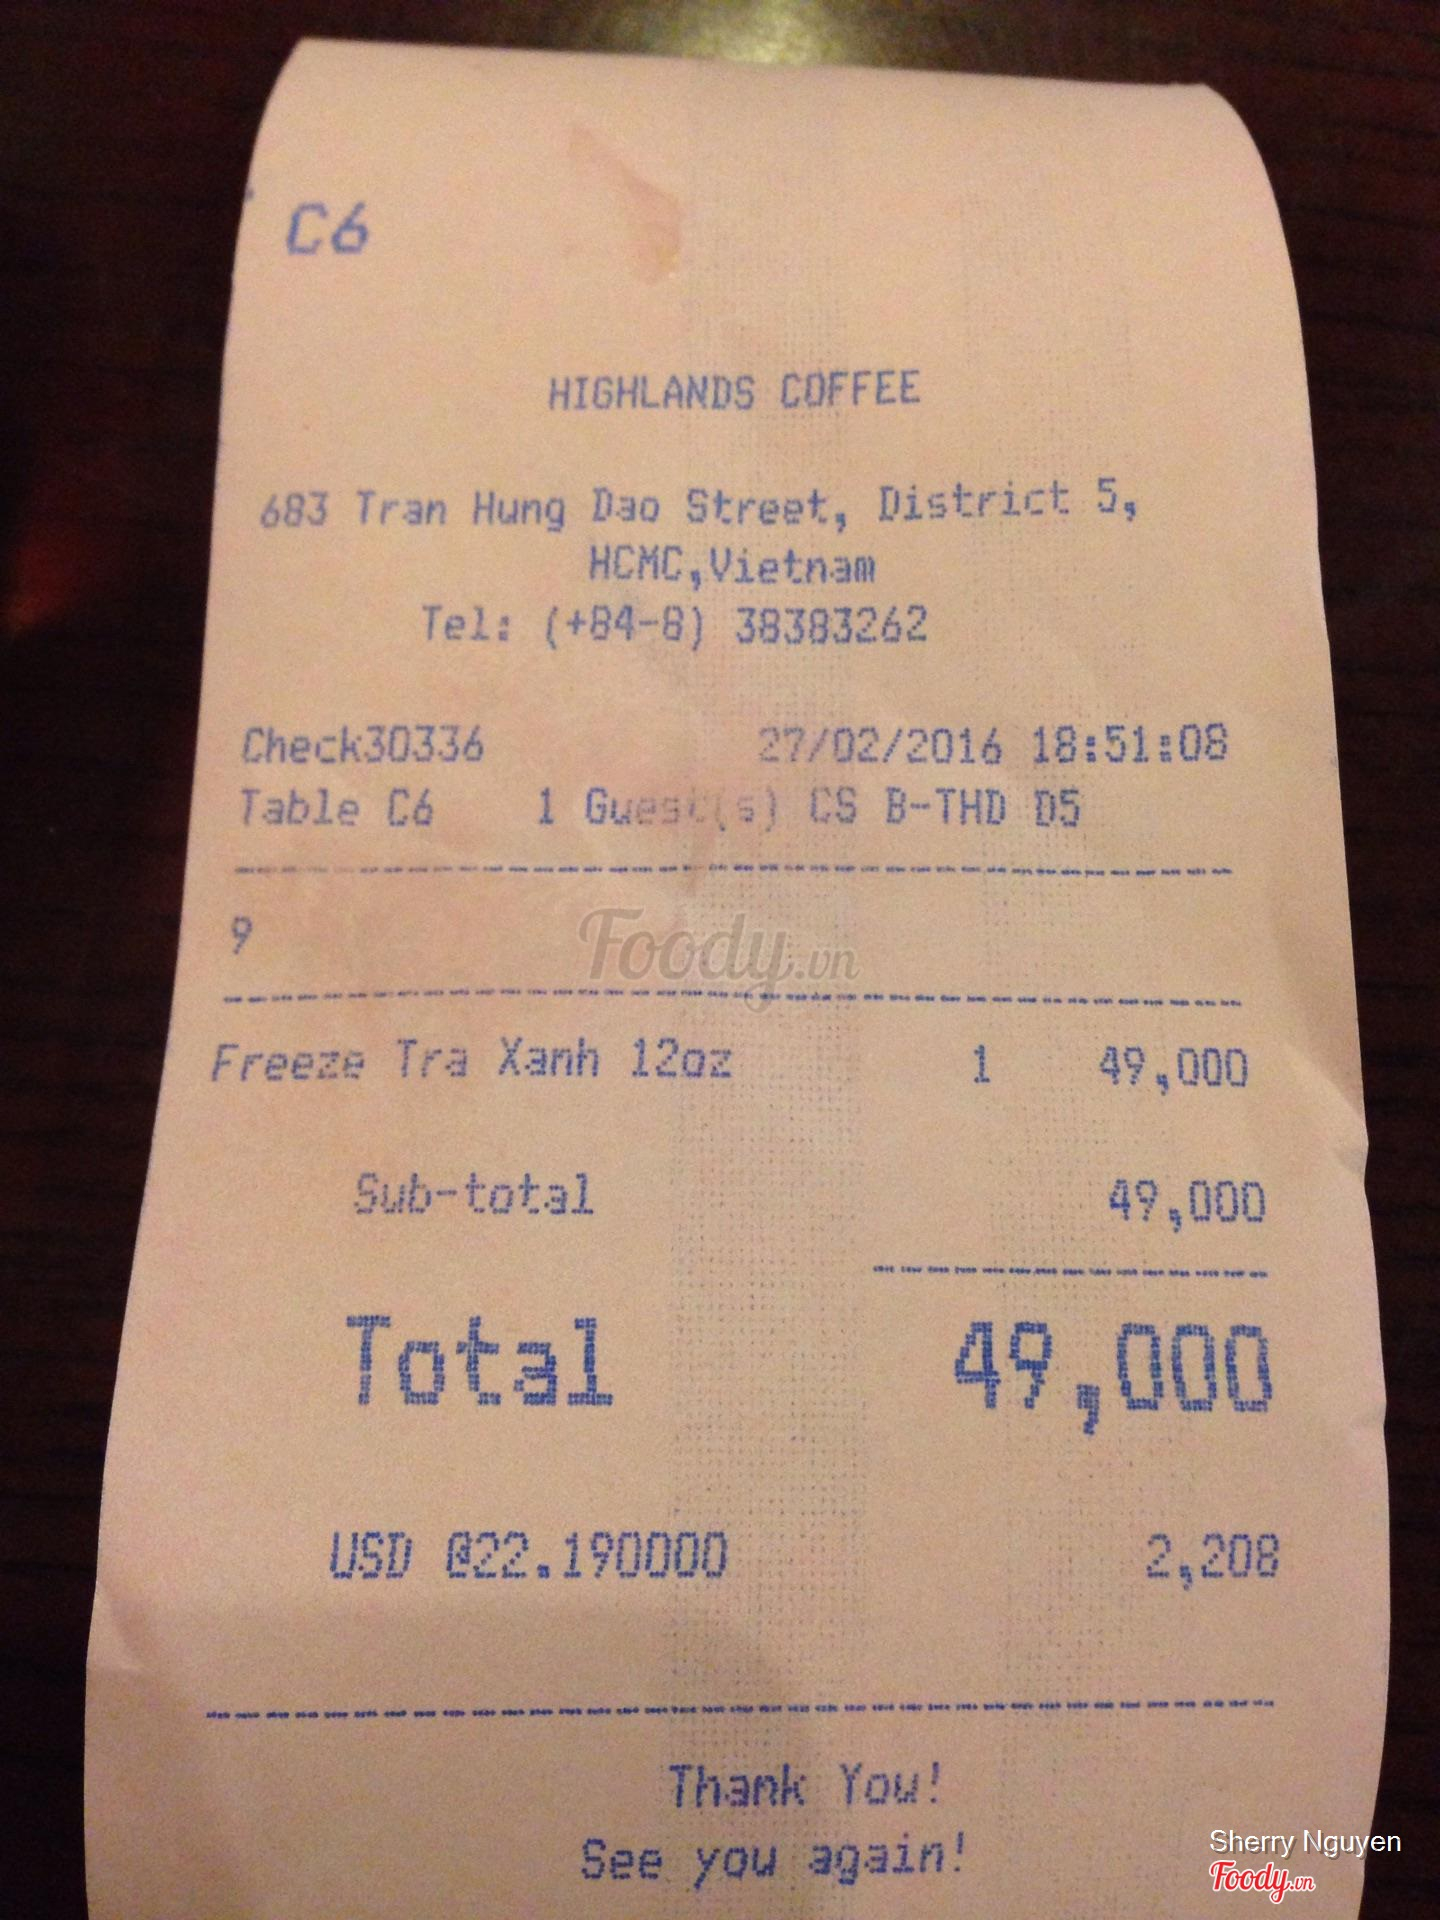 C6
HIGHLANDS COFFEE
683 Tran Hung Dao Street, District 5,
HCMC,Vietnam
Tel: (+84-8) 38383262
Check30336 27/02/2016 18:51:08
Table C6 1 Guest(s) CS B-THD D5
9
Foody.vn
Freeze Tra Xanh 12oz 1 49,000
Sub-total 49,000
Total 49,000
USD @22.190000 2,208
Thank You!
See you again!
Sherry Nguyen
Foody.vn